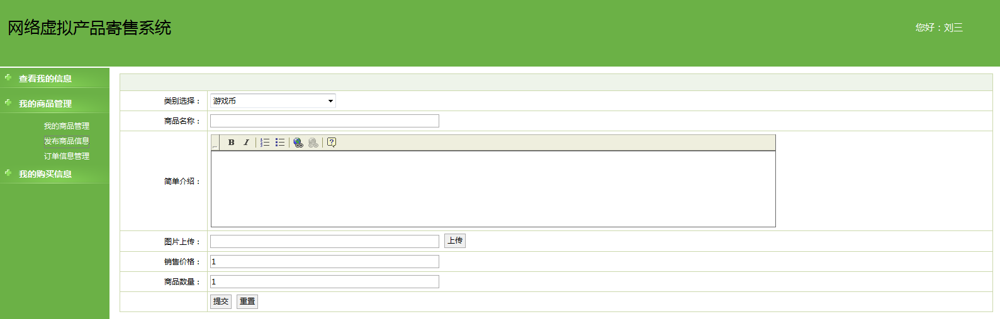 网络虚拟产品寄售系统
您好：刘三
查看我的信息
我的商品管理
我的商品管理
发布商品信息
订单信息管理
我的购买信息
类别选择： 游戏币
商品名称：
B I
简单介绍：
图片上传： 上传
销售价格： 1
商品数量： 1
提交 重置